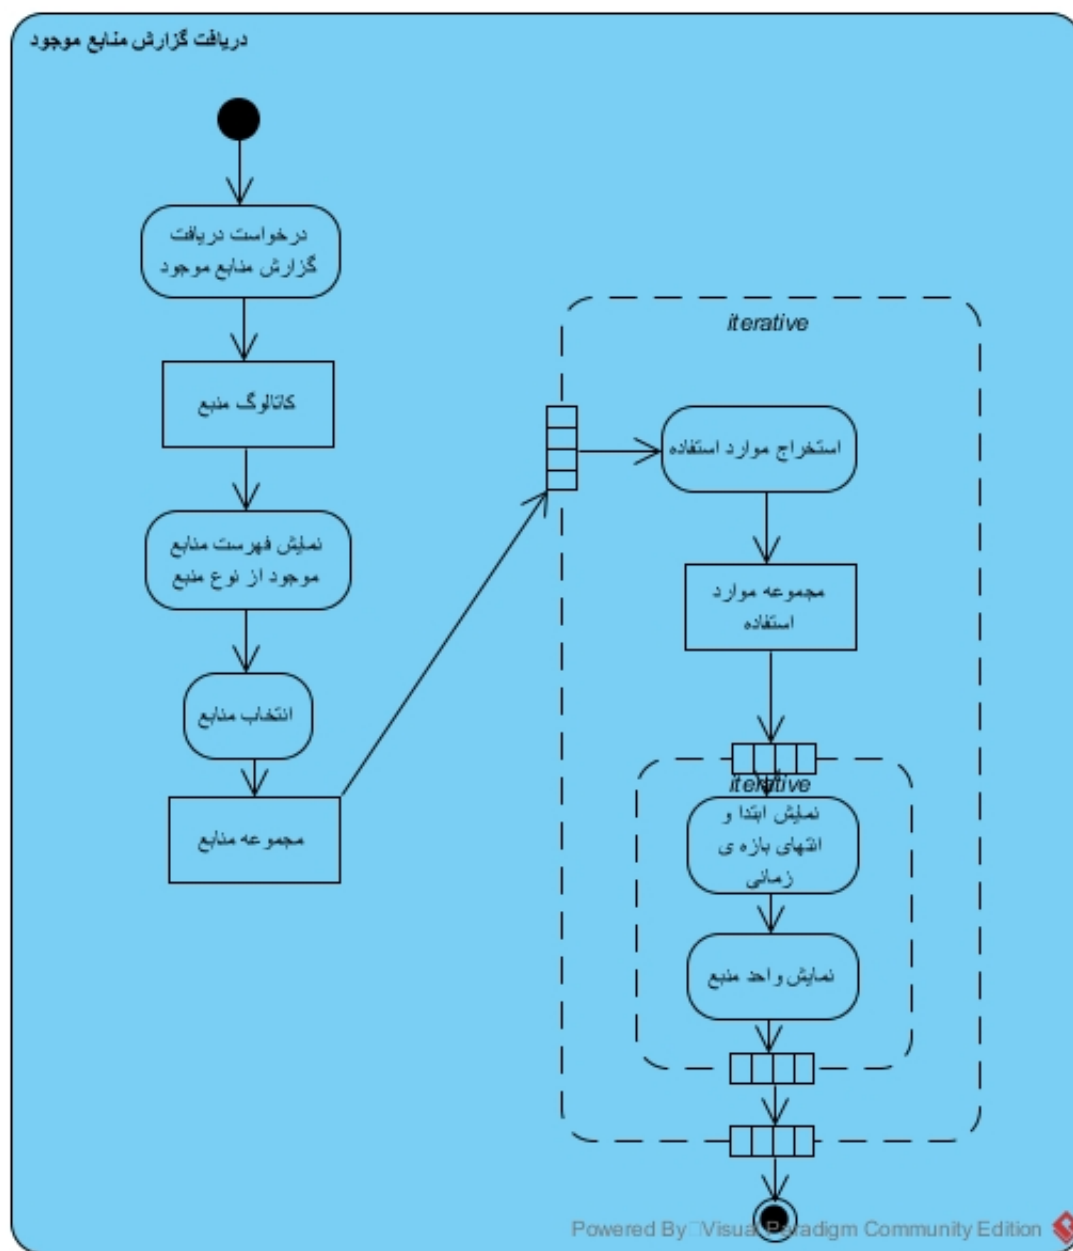 دریافت گزارش منابع موجود
درخواست دریافت
گزارش منابع موجود
کاتالوگ منبع
نمایش فهرست منابع
موجود از نوع منبع
انتخاب منابع
مجموعه منابع
iterative
استخراج موارد استفاده
مجموعه موارد
استفاده
iterative
نمایش ابتدا و
انتهای بازه ی
زمانی
نمایش واحد منبع
Powered By Visual Paradigm Community Edition